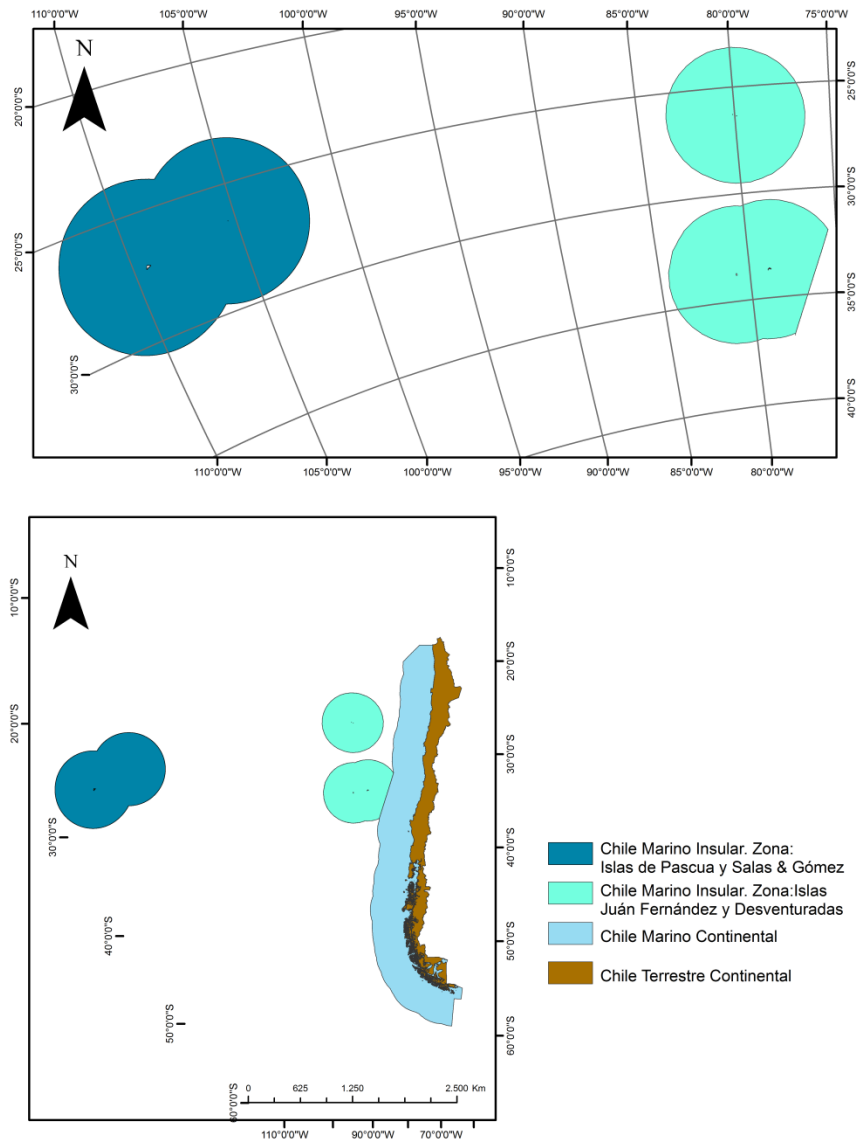 110°0'0"W
105°0'0"W
100°0'0"W
95°0'0"W
90°0'0"W
85°0'0"W
80°0'0"W
75°0'0"W
N
20°0'0"S
25°0'0"S
30°0'0"S
25°0'0"S
30°0'0"S
35°0'0"S
40°0'0"S
110°0'0"W
105°0'0"W
100°0'0"W
95°0'0"W
90°0'0"W
85°0'0"W
80°0'0"W
N
10°0'0"S
20°0'0"S
30°0'0"S
40°0'0"S
50°0'0"S
60°0'0"S
10°0'0"S
20°0'0"S
30°0'0"S
40°0'0"S
50°0'0"S
60°0'0"S
Chile Marino Insular. Zona:
Islas de Pascua y Salas & Gómez
Chile Marino Insular. Zona:Islas
Juán Fernández y Desventuradas
Chile Marino Continental
Chile Terrestre Continental
0 625 1.250 2.500 Km
110°0'0"W
90°0'0"W
70°0'0"W